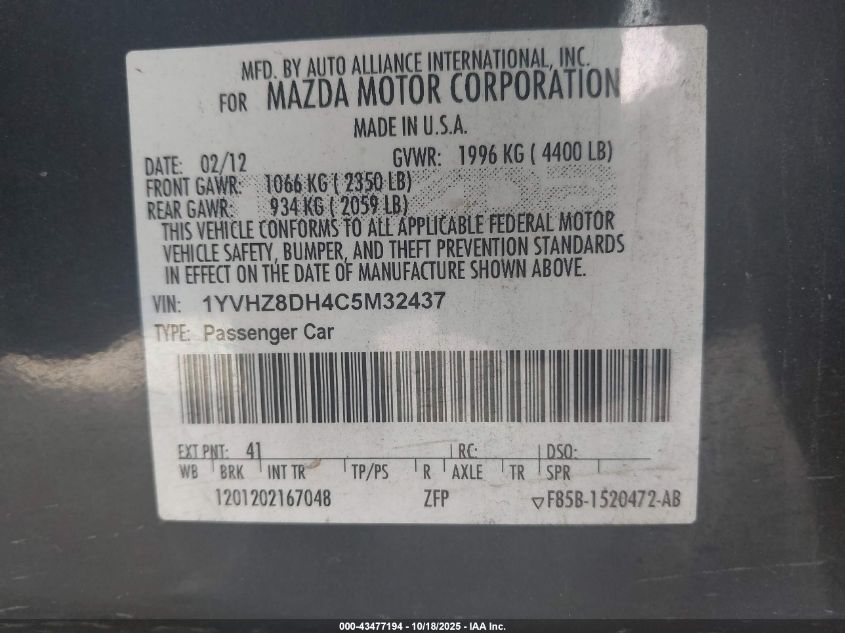 MFD. BY AUTO ALLIANCE INTERNATIONAL, INC.
FOR MAZDA MOTOR CORPORATION
MADE IN U.S.A.
DATE: 02/12 GVWR: 1996 KG ( 4400 LB)
FRONT GAWR: 1066 KG ( 2350 LB)
REAR GAWR: 934 KG ( 2059 LB)
THIS VEHICLE CONFORMS TO ALL APPLICABLE FEDERAL MOTOR
VEHICLE SAFETY, BUMPER, AND THEFT PREVENTION STANDARDS
IN EFFECT ON THE DATE OF MANUFACTURE SHOWN ABOVE.
VIN: 1YVHZ8DH4C5M32437
TYPE: Passenger Car
EXT PNT: 41 RC: DSO:
WB BRK INT TR TP/PS R AXLE TR SPR
1201202167048 ZFP ▽F85B-1520472-AB
000-43477194 - 10/18/2025 - IAA Inc.